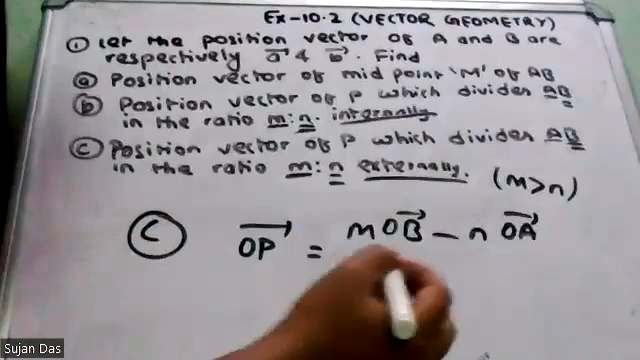 Ex-10.2 (VECTOR GEOMETRY)
① Let the position vector of A and B are
respectively a⃗ & b⃗. Find
ⓐ Position vector of mid point 'M' of AB
ⓑ Position vector of P which divides AB
in the ratio m:n internally
ⓒ Position vector of P which divides AB
in the ratio m:n externally. (m>n)
ⓒ OP⃗ = m OB⃗ - n OA⃗
Sujan Das